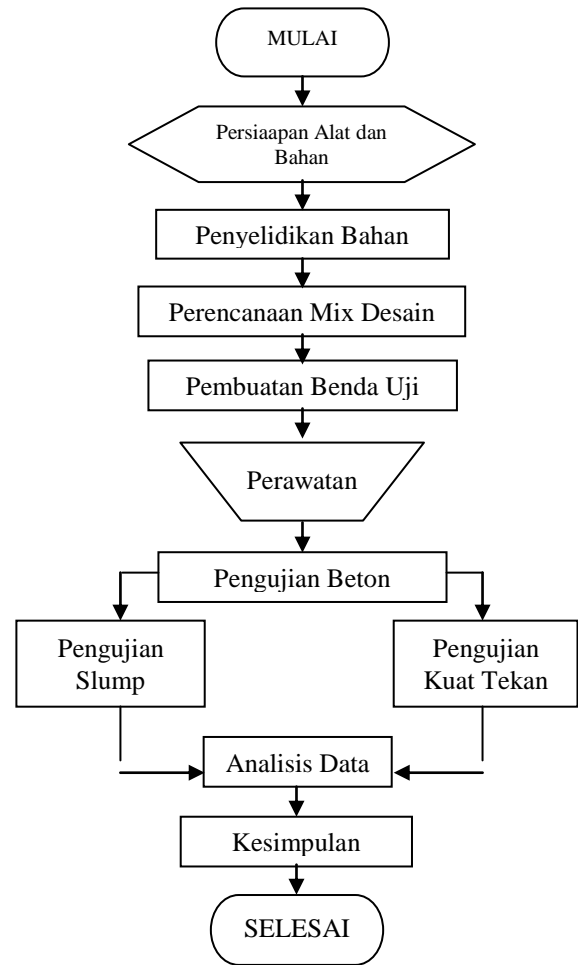 MULAI
Persiaapan Alat dan
Bahan
Penyelidikan Bahan
Perencanaan Mix Desain
Pembuatan Benda Uji
Perawatan
Pengujian Beton
Pengujian
Slump
Pengujian
Kuat Tekan
Analisis Data
Kesimpulan
SELESAI